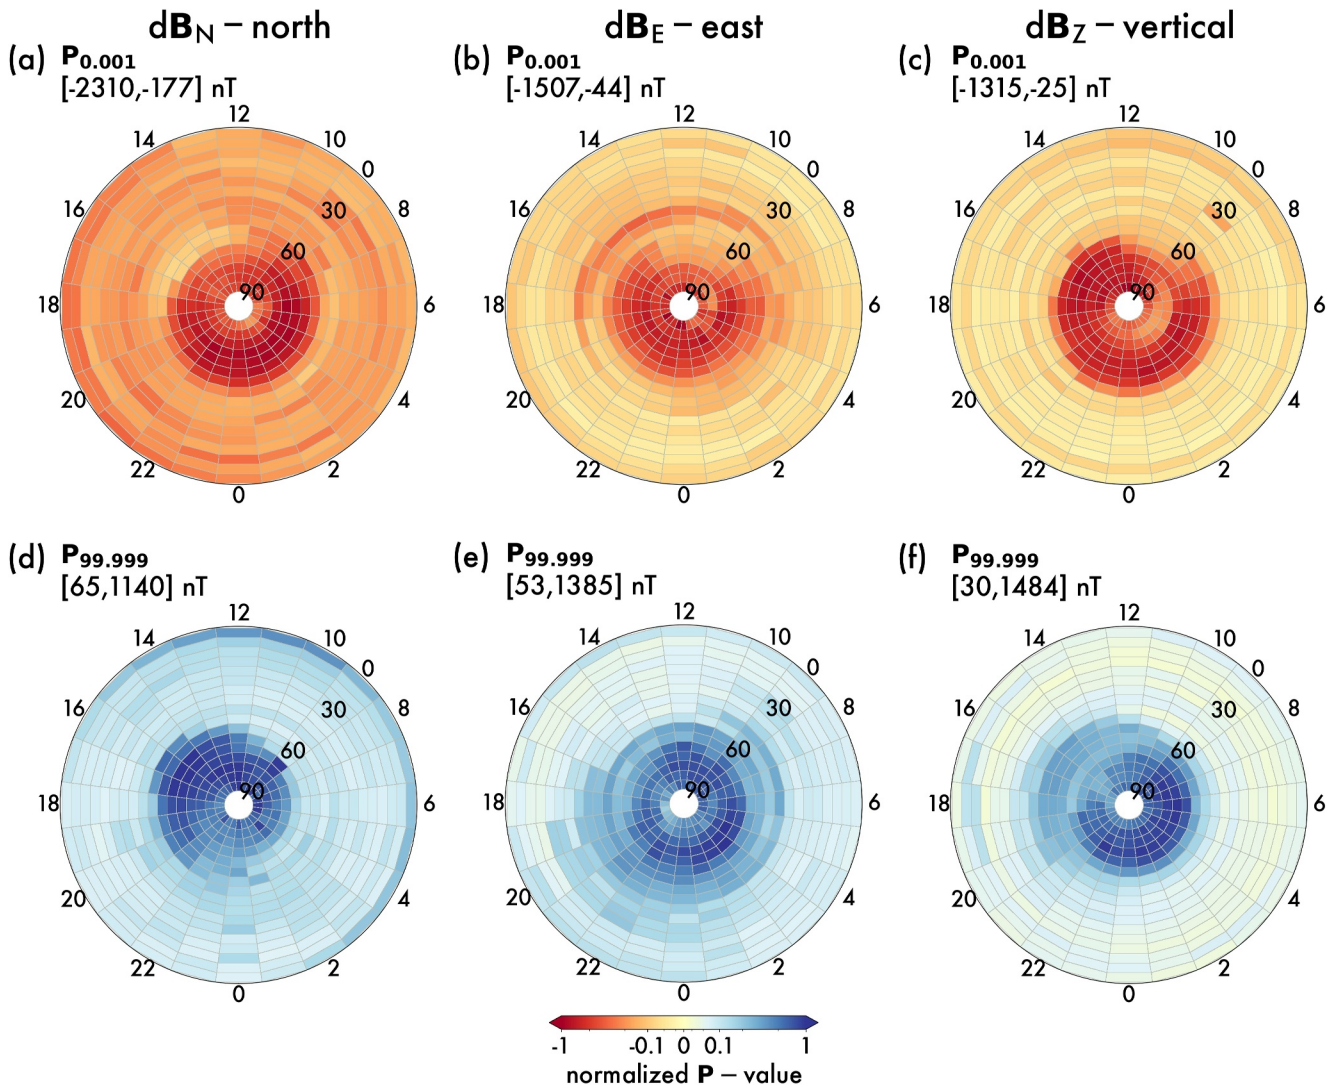 dB_N – north dB_E – east dB_Z – vertical
(a) P_0.001 (b) P_0.001 (c) P_0.001
[-2310,-177] nT [-1507,-44] nT [-1315,-25] nT
12 12 12
14 10 14 10 14 10
0 0 0
16 30 8 16 30 8 16 30 8
60 60 60
90 90 90
18 6 18 6 18 6
20 4 20 4 20 4
22 2 22 2 22 2
0 0 0
(d) P_99.999 (e) P_99.999 (f) P_99.999
[65,1140] nT [53,1385] nT [30,1484] nT
12 12 12
14 10 14 10 14 10
0 0 0
16 30 8 16 30 8 16 30 8
60 60 60
90 90 90
18 6 18 6 18 6
20 4 20 4 20 4
22 2 22 2 22 2
0 0 0
-1 -0.1 0 0.1 1
normalized P – value